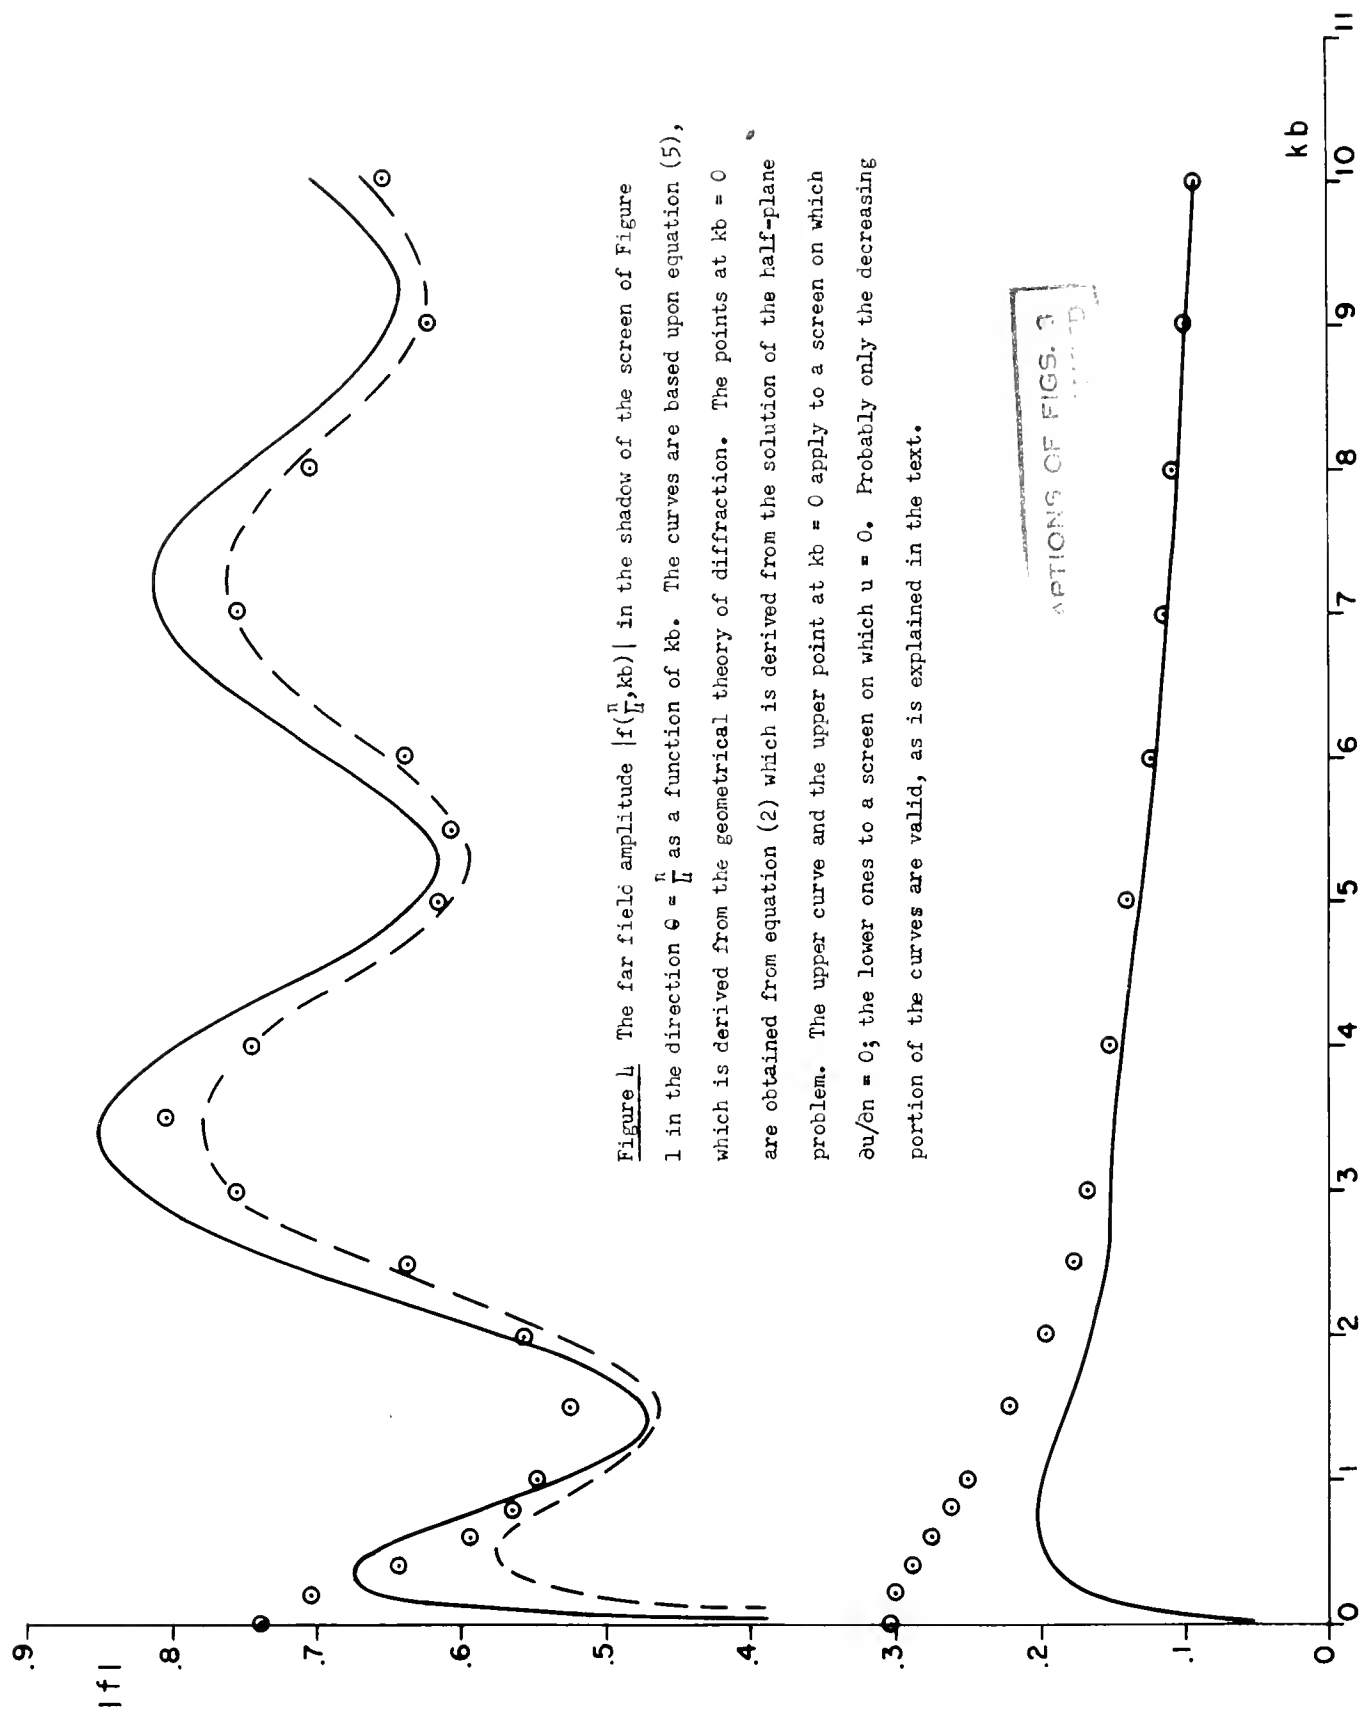 |f|
.9
.8
.7
.6
.5
.4
.3
.2
.1
0
0
1
2
3
4
5
6
7
8
9
10
11
kb
Figure 4 The far field amplitude |f(π/4,kb)| in the shadow of the screen of Figure
1 in the direction θ = π/4 as a function of kb. The curves are based upon equation (5),
which is derived from the geometrical theory of diffraction. The points at kb = 0
are obtained from equation (2) which is derived from the solution of the half-plane
problem. The upper curve and the upper point at kb = 0 apply to a screen on which
∂u/∂n = 0; the lower ones to a screen on which u = 0. Probably only the decreasing
portion of the curves are valid, as is explained in the text.
OF FIGS. 3